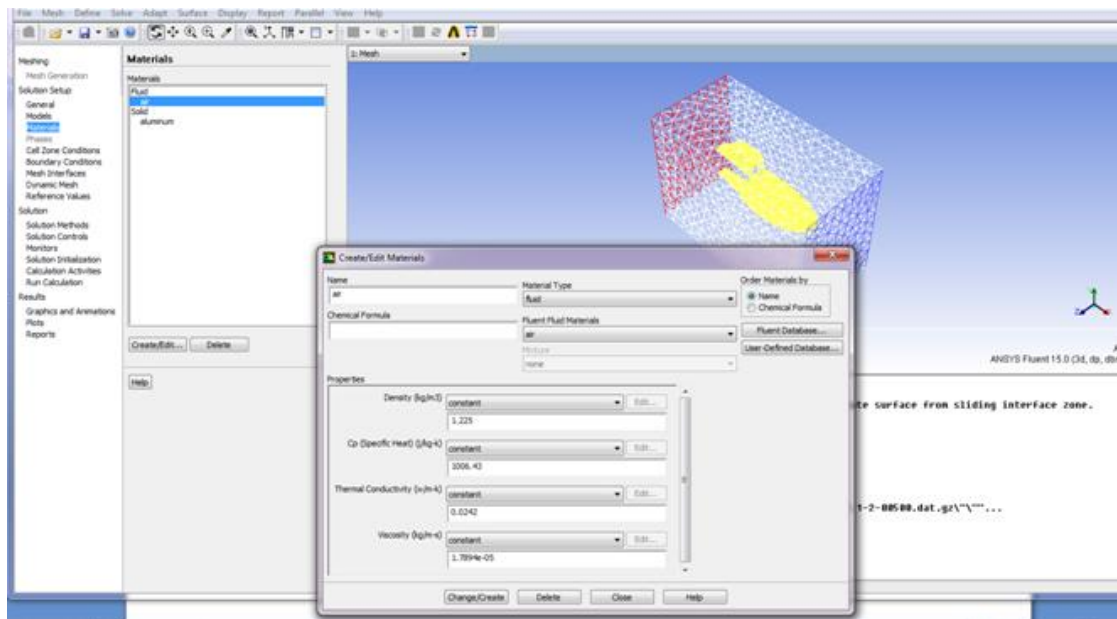 File Mesh Define Solve Adapt Surface Display Report Parallel View Help
Meshing
Mesh Generation
Solution Setup
General
Models
Materials
Phases
Cell Zone Conditions
Boundary Conditions
Mesh Interfaces
Dynamic Mesh
Reference Values
Solution
Solution Methods
Solution Controls
Monitors
Solution Initialization
Calculation Activities
Run Calculation
Results
Graphics and Animations
Plots
Reports
Materials
Materials
Fluid
air
Solid
aluminum
Create/Edit... Delete
Help
1: Mesh
ANSYS Fluent 15.0 (3d, dp,
te surface from sliding interface zone.
1-2-00500.dat.gz\"\""...
Create/Edit Materials
Name
air
Chemical Formula
Material Type
fluid
Fluent Fluid Materials
air
Mixture
none
Order Materials by
Name
Chemical Formula
Fluent Database...
User-Defined Database...
Properties
Density (kg/m3) constant Edit...
1.225
Cp (Specific Heat) (j/kg-k) constant Edit...
1006.43
Thermal Conductivity (w/m-k) constant Edit...
0.0242
Viscosity (kg/m-s) constant Edit...
1.7894e-05
Change/Create Delete Close Help